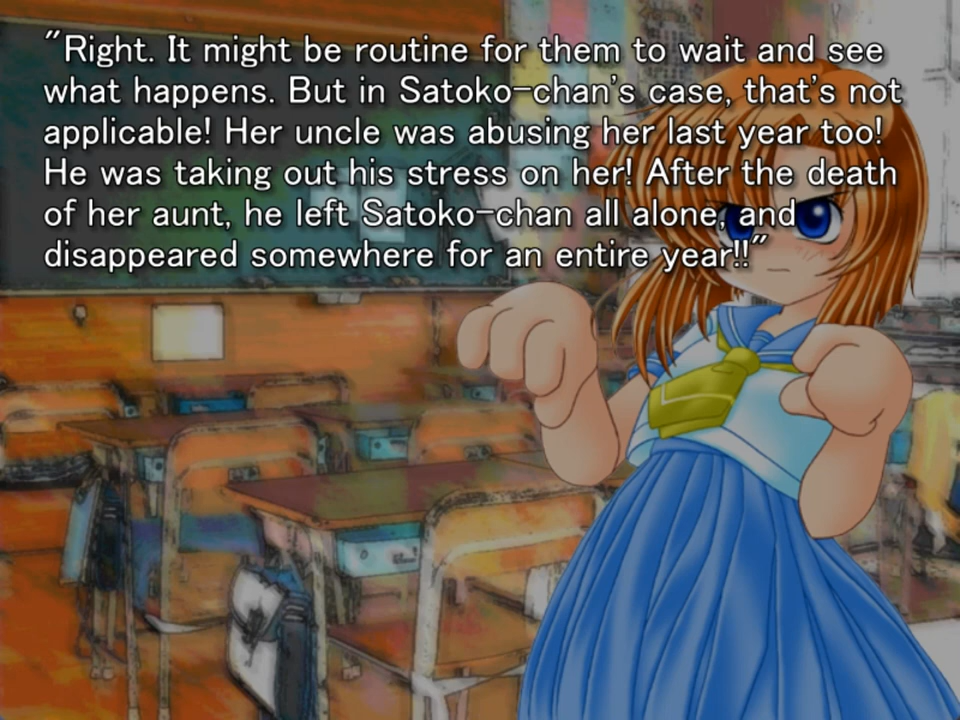 "Right. It might be routine for them to wait and see
what happens. But in Satoko-chan's case, that's not
applicable! Her uncle was abusing her last year too!
He was taking out his stress on her! After the death
of her aunt, he left Satoko-chan all alone, and
disappeared somewhere for an entire year!!"